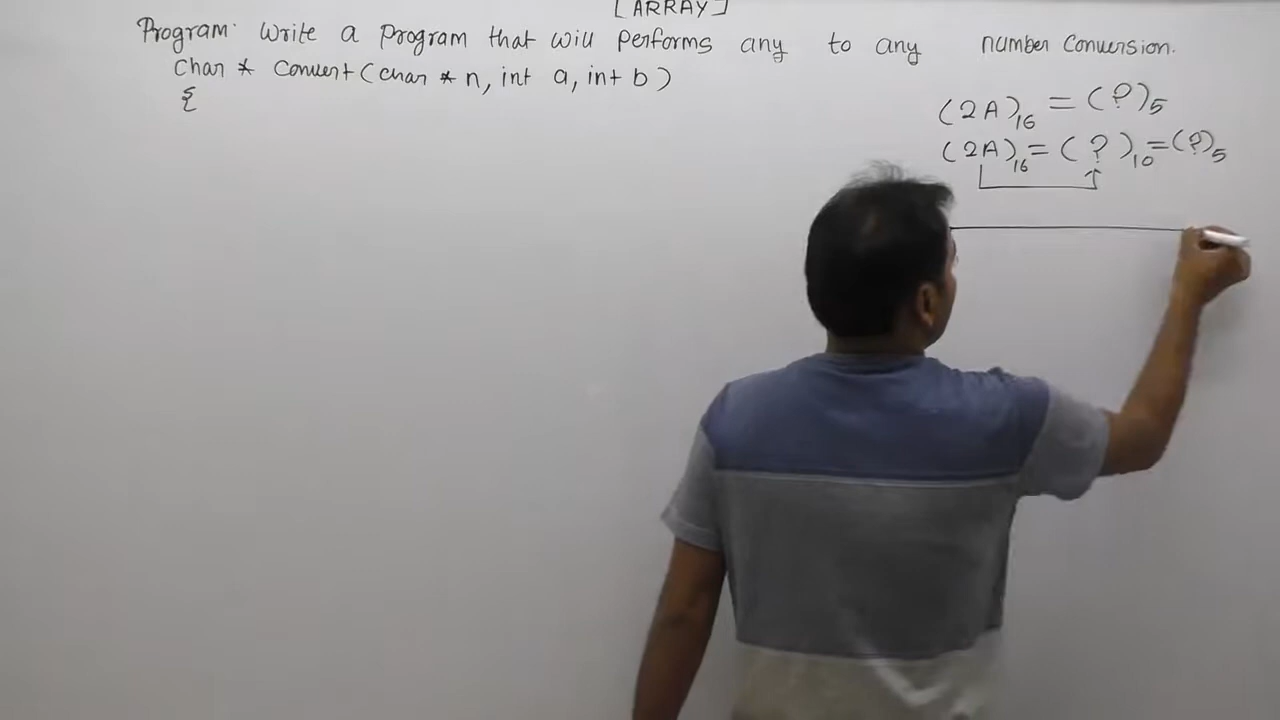 [ARRAY]
Program: Write a program that will performs any to any number Conversion.
Char * Convert(char * n, int a, int b)
{
(2A)16 = (?)5
(2A)16 = (?)10 = (?)5